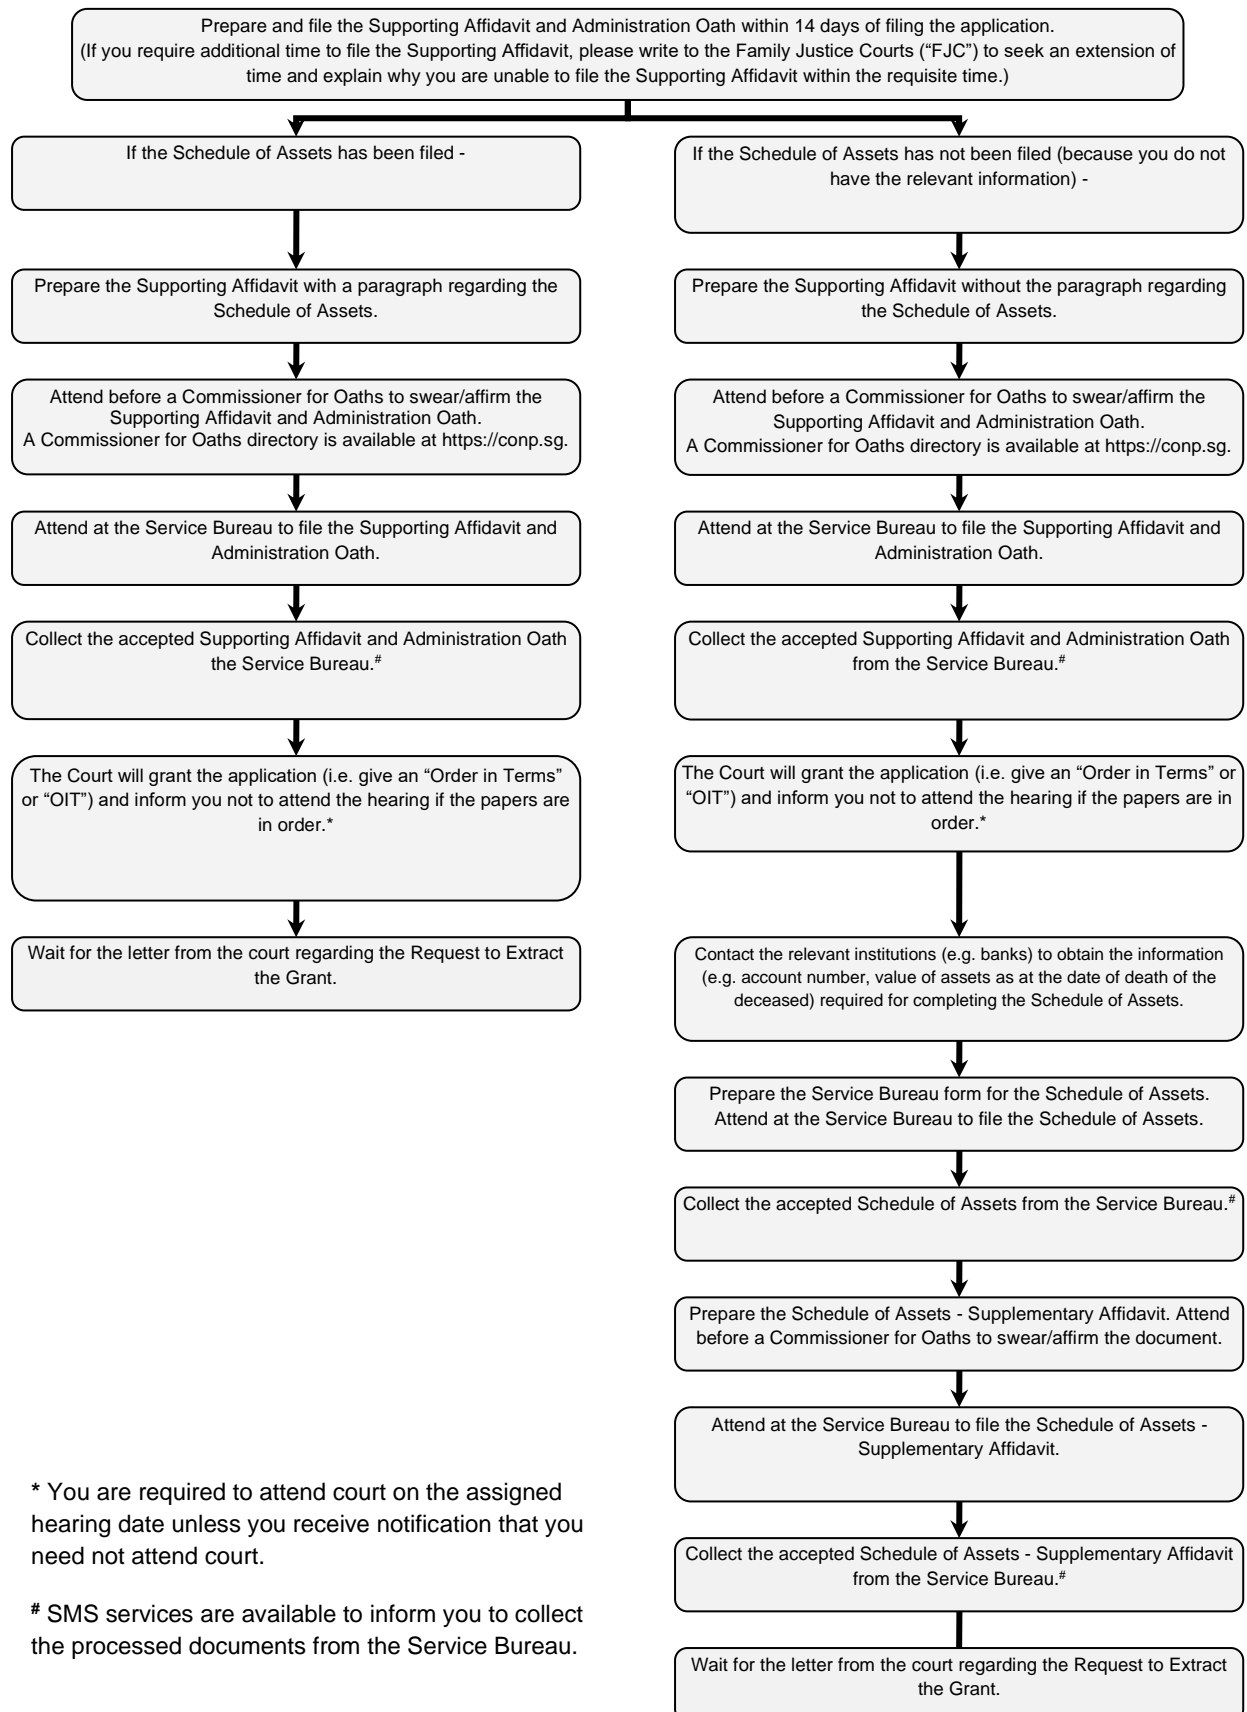 Prepare and file the Supporting Affidavit and Administration Oath within 14 days of filing the application.
(If you require additional time to file the Supporting Affidavit, please write to the Family Justice Courts (“FJC”) to seek an extension of
time and explain why you are unable to file the Supporting Affidavit within the requisite time.)
If the Schedule of Assets has been filed -
Prepare the Supporting Affidavit with a paragraph regarding the
Schedule of Assets.
Attend before a Commissioner for Oaths to swear/affirm the
Supporting Affidavit and Administration Oath.
A Commissioner for Oaths directory is available at https://conp.sg.
Attend at the Service Bureau to file the Supporting Affidavit and
Administration Oath.
Collect the accepted Supporting Affidavit and Administration Oath
the Service Bureau.#
The Court will grant the application (i.e. give an “Order in Terms”
or “OIT”) and inform you not to attend the hearing if the papers are
in order.*
Wait for the letter from the court regarding the Request to Extract
the Grant.
If the Schedule of Assets has not been filed (because you do not
have the relevant information) -
Prepare the Supporting Affidavit without the paragraph regarding
the Schedule of Assets.
Attend before a Commissioner for Oaths to swear/affirm the
Supporting Affidavit and Administration Oath.
A Commissioner for Oaths directory is available at https://conp.sg.
Attend at the Service Bureau to file the Supporting Affidavit and
Administration Oath.
Collect the accepted Supporting Affidavit and Administration Oath
from the Service Bureau.#
The Court will grant the application (i.e. give an “Order in Terms” or
“OIT”) and inform you not to attend the hearing if the papers are in
order.*
Contact the relevant institutions (e.g. banks) to obtain the information
(e.g. account number, value of assets as at the date of death of the
deceased) required for completing the Schedule of Assets.
Prepare the Service Bureau form for the Schedule of Assets.
Attend at the Service Bureau to file the Schedule of Assets.
Collect the accepted Schedule of Assets from the Service Bureau.#
Prepare the Schedule of Assets - Supplementary Affidavit. Attend
before a Commissioner for Oaths to swear/affirm the document.
Attend at the Service Bureau to file the Schedule of Assets -
Supplementary Affidavit.
Collect the accepted Schedule of Assets - Supplementary Affidavit
from the Service Bureau.#
Wait for the letter from the court regarding the Request to Extract
the Grant.
* You are required to attend court on the assigned
hearing date unless you receive notification that you
need not attend court.
# SMS services are available to inform you to collect
the processed documents from the Service Bureau.